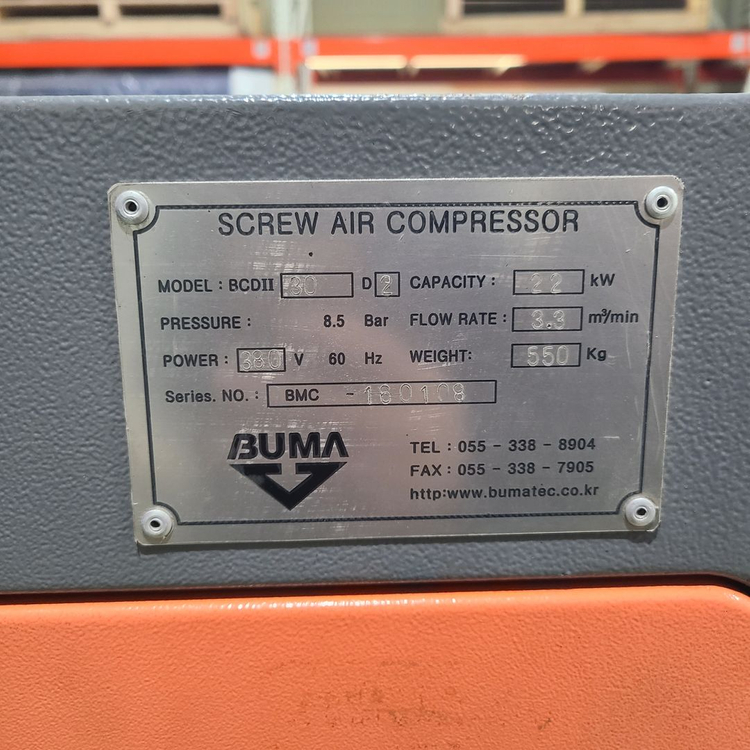 SCREW AIR COMPRESSOR
MODEL : BCDII 30 D 2 CAPACITY : 22 kW
PRESSURE : 8.5 Bar FLOW RATE : 3.3 m³/min
POWER : 380 V 60 Hz WEIGHT: 550 Kg
Series. NO. : BMC - 180108
BUMA
TEL : 055 - 338 - 8904
FAX : 055 - 338 - 7905
http:www.bumatec.co.kr